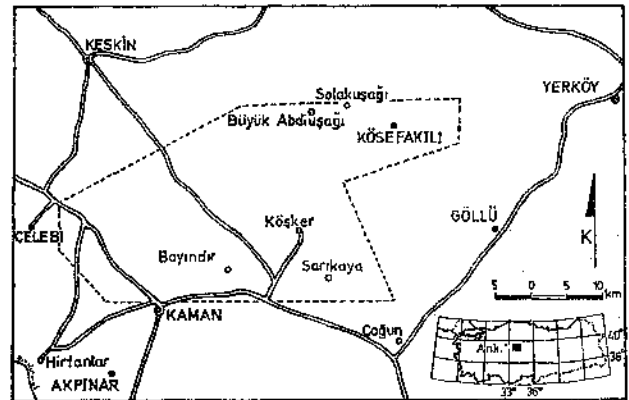 KESKİN
YERKÖY
Solakuşağı
Büyük Abdiuşağı
KÖSEFAKILI
ÇELEBİ
Köşker
GÖLLÜ
K
Bayındır
Sarıkaya
5 0 5 10
km
KAMAN
Çoğun
Hirfanlar
AKPINAR
Ank.
40°
36°
33° 36°